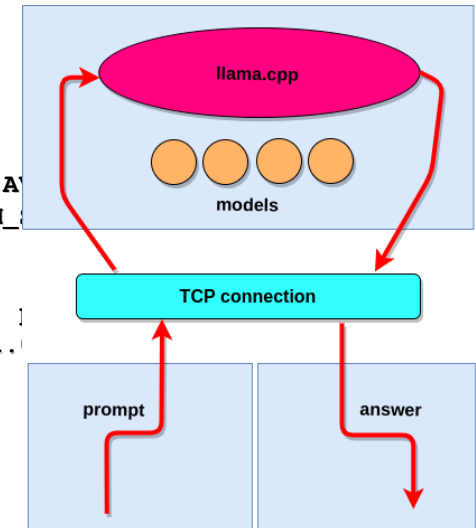 llama.cpp
models
TCP connection
prompt
answer